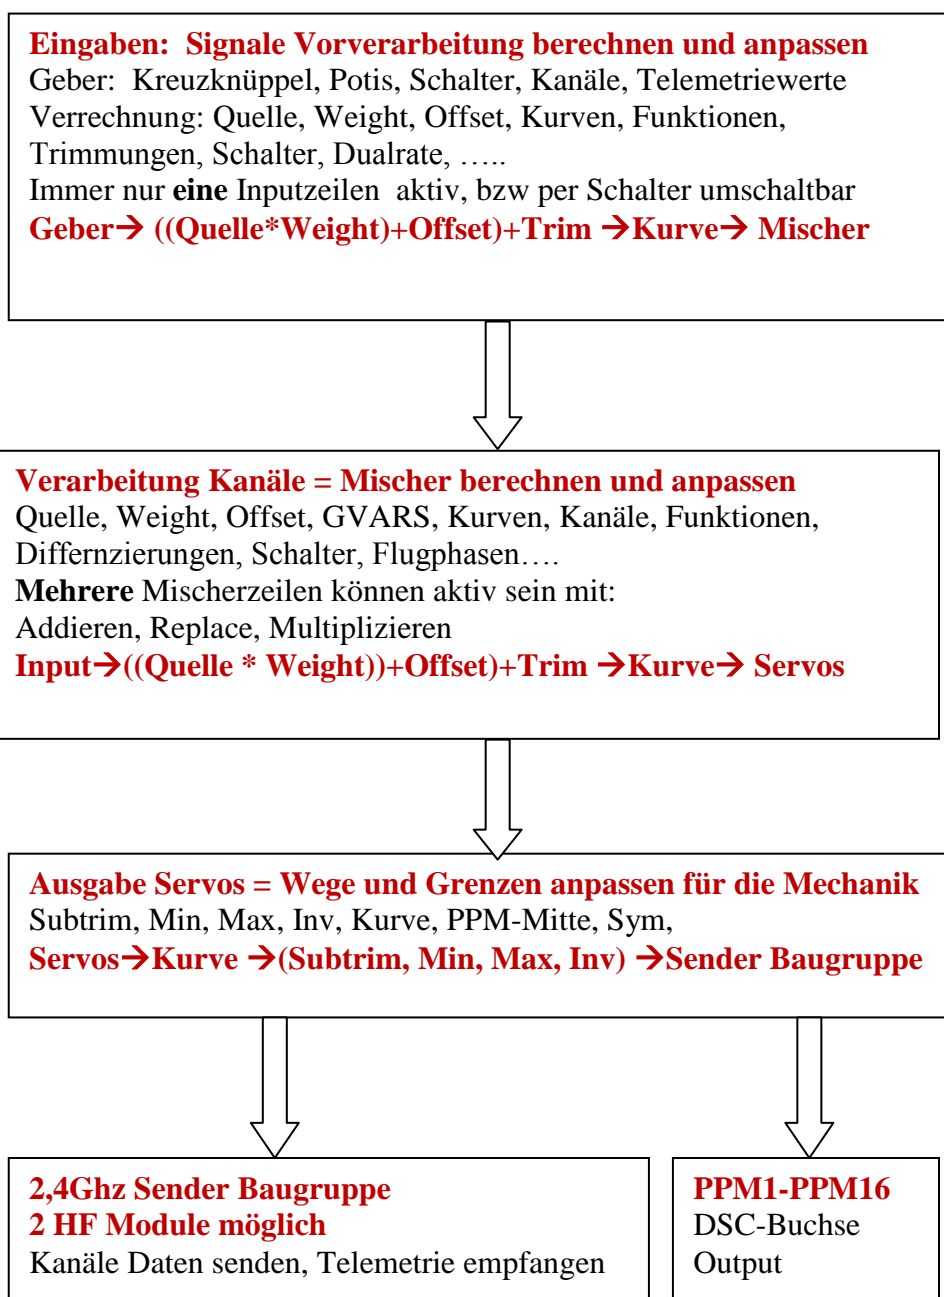 Eingaben:  Signale Vorverarbeitung berechnen und anpassen
Geber:  Kreuzknüppel, Potis, Schalter, Kanäle, Telemetriewerte
Verrechnung: Quelle, Weight, Offset, Kurven, Funktionen,
Trimmungen, Schalter, Dualrate, …..
Immer nur eine Inputzeilen  aktiv, bzw per Schalter umschaltbar
Geber→ ((Quelle*Weight)+Offset)+Trim →Kurve→ Mischer
Verarbeitung Kanäle = Mischer berechnen und anpassen
Quelle, Weight, Offset, GVARS, Kurven, Kanäle, Funktionen,
Differnzierungen, Schalter, Flugphasen….
Mehrere Mischerzeilen können aktiv sein mit:
Addieren, Replace, Multiplizieren
Input→((Quelle * Weight))+Offset)+Trim →Kurve→ Servos
Ausgabe Servos = Wege und Grenzen anpassen für die Mechanik
Subtrim, Min, Max, Inv, Kurve, PPM-Mitte, Sym,
Servos→Kurve →(Subtrim, Min, Max, Inv) →Sender Baugruppe
2,4Ghz Sender Baugruppe
2 HF Module möglich
Kanäle Daten senden, Telemetrie empfangen
PPM1-PPM16
DSC-Buchse
Output